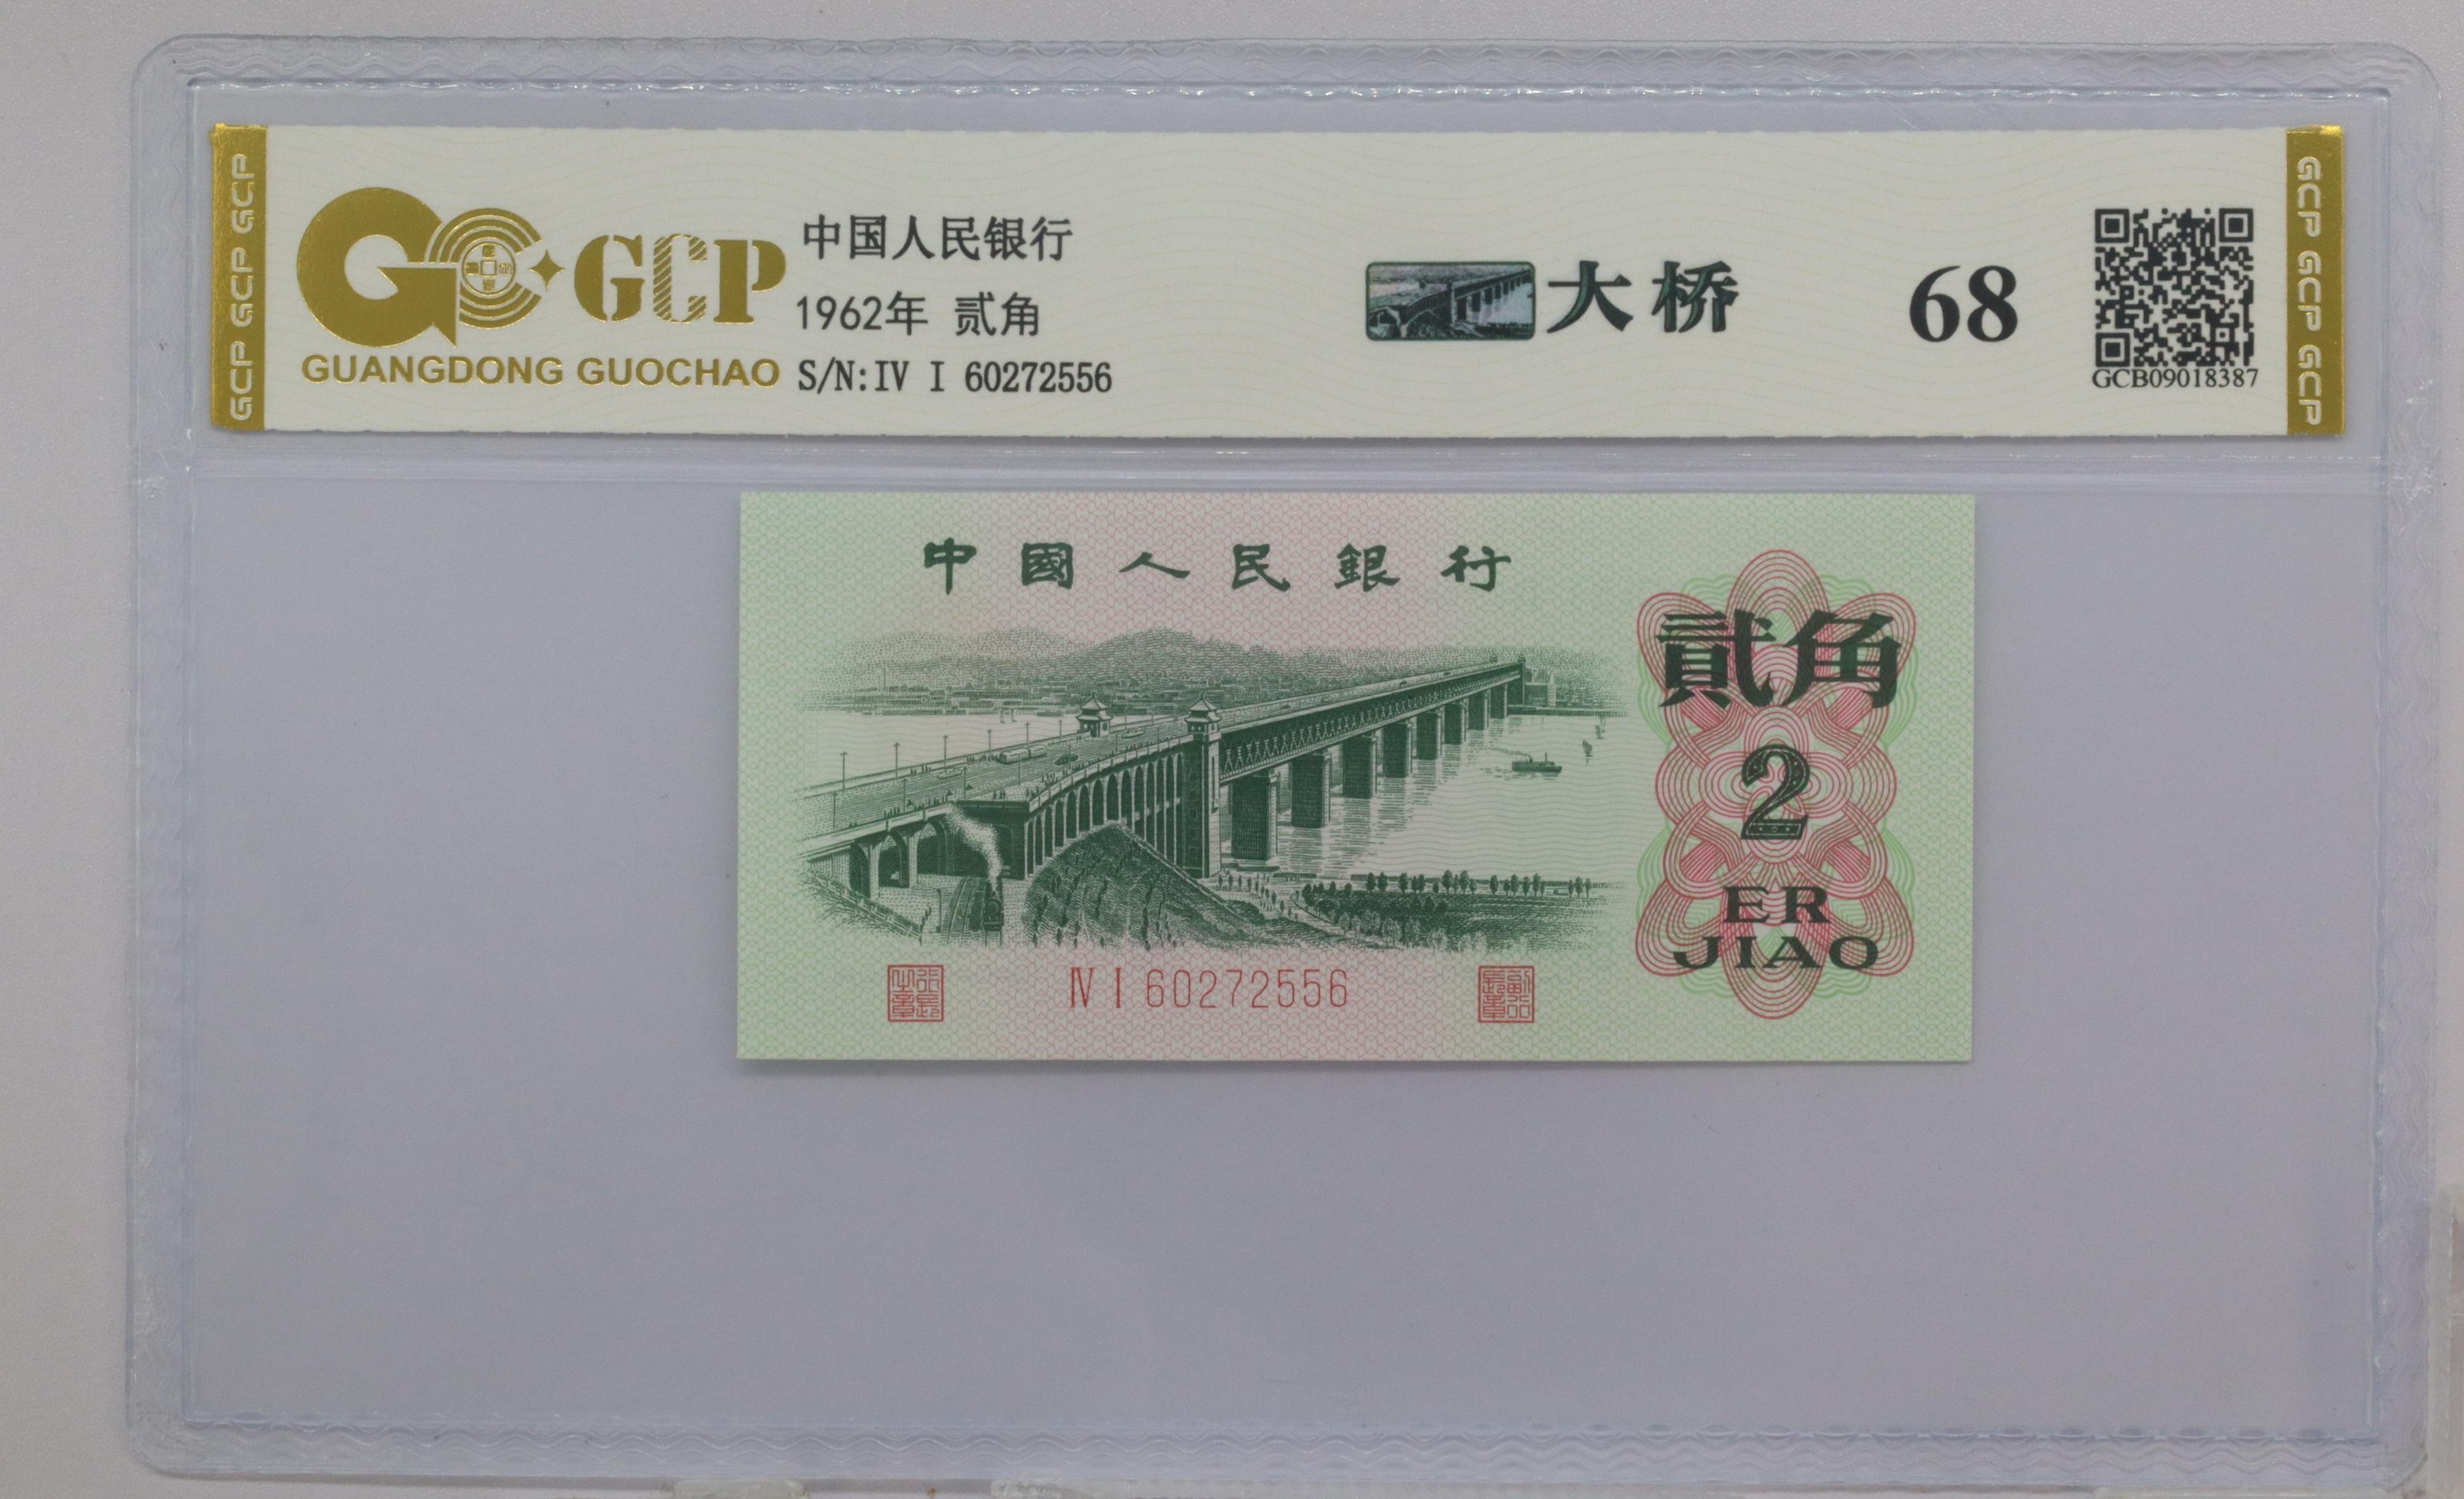 GCP GCP GCP
GCP
GUANGDONG GUOCHAO
中国人民银行
1962年 贰角
S/N:IV I 60272556
大桥
68
GCB09018387
GCP GCP GCP
中國人民銀行
貳角
2
ER
JIAO
IV I 60272556